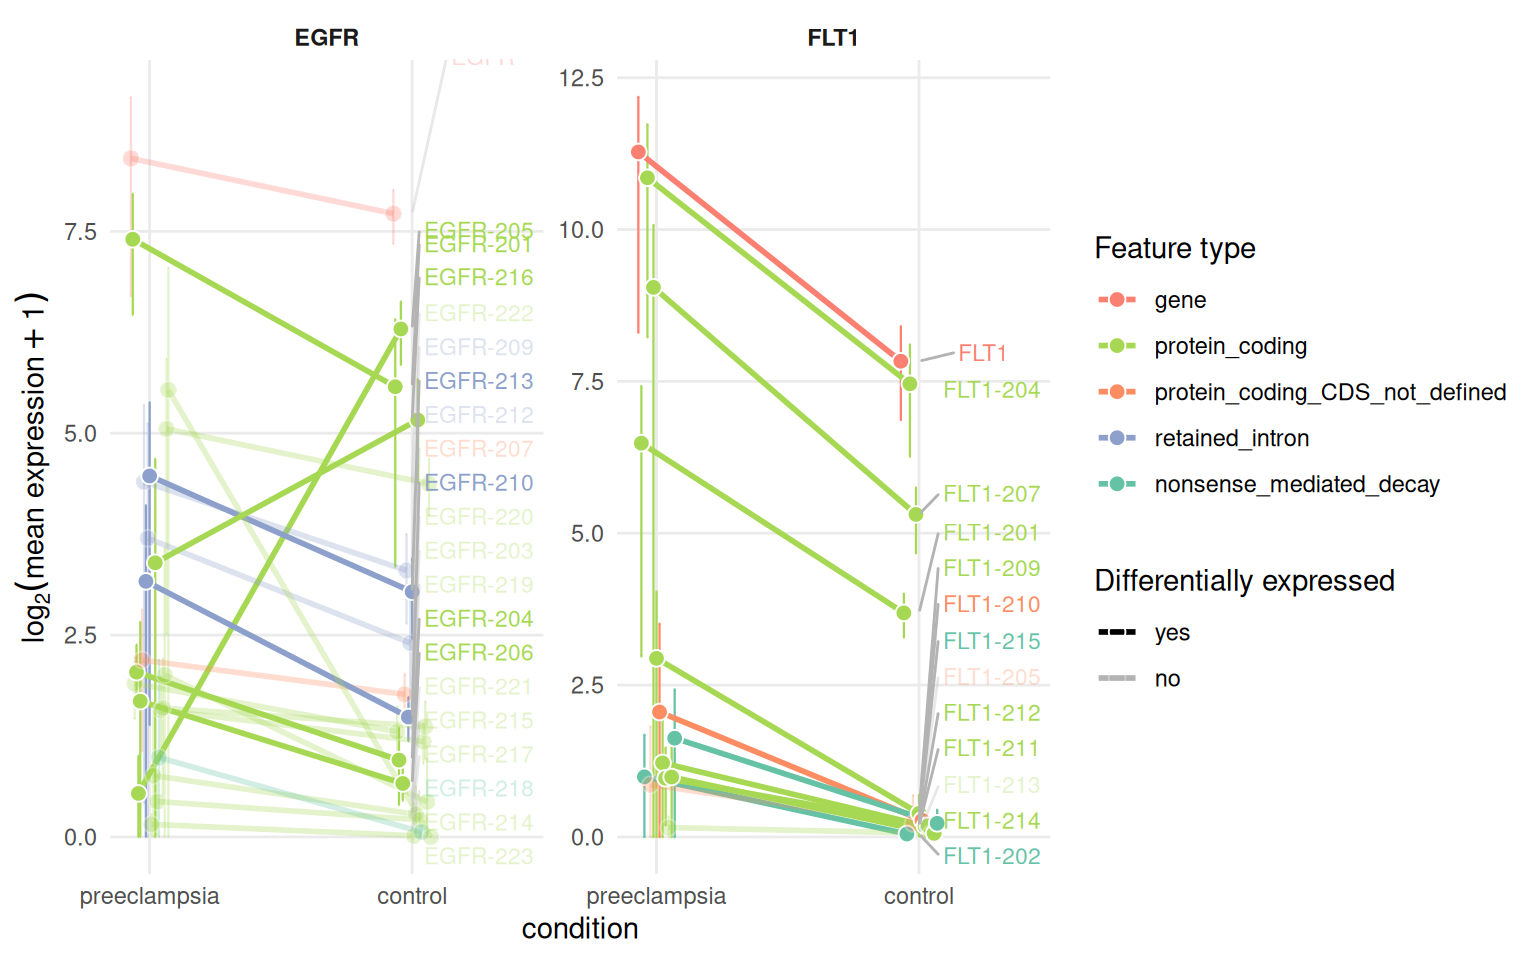 EGFR
FLT1
log2(mean expression + 1)
7.5
5.0
2.5
0.0
EGFR
EGFR-205
EGFR-201
EGFR-216
EGFR-222
EGFR-209
EGFR-213
EGFR-212
EGFR-207
EGFR-210
EGFR-220
EGFR-203
EGFR-219
EGFR-204
EGFR-206
EGFR-221
EGFR-215
EGFR-217
EGFR-218
EGFR-214
EGFR-223
preeclampsia
control
12.5
10.0
7.5
5.0
2.5
0.0
FLT1
FLT1-204
FLT1-207
FLT1-201
FLT1-209
FLT1-210
FLT1-215
FLT1-205
FLT1-212
FLT1-211
FLT1-213
FLT1-214
FLT1-202
preeclampsia
control
condition
Feature type
gene
protein_coding
protein_coding_CDS_not_defined
retained_intron
nonsense_mediated_decay
Differentially expressed
yes
no